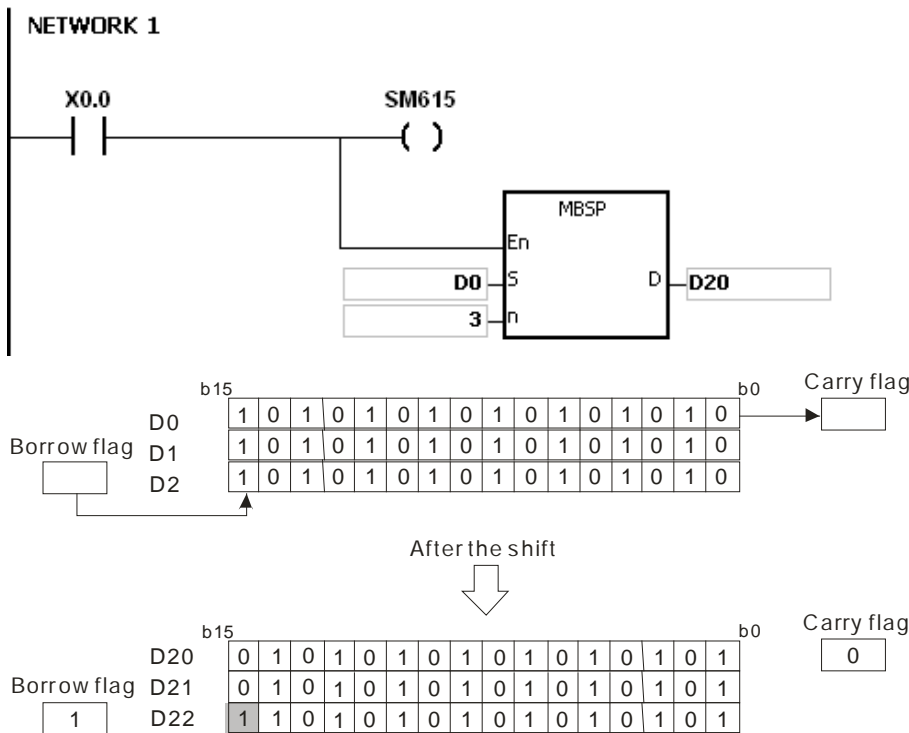 NETWORK 1
X0.0 SM615
MBSP
En
D0 S D D20
3 n
b15 b0 Carry flag
D0 1 0 1 0 1 0 1 0 1 0 1 0 1 0 1 0
Borrow flag D1 1 0 1 0 1 0 1 0 1 0 1 0 1 0 1 0
D2 1 0 1 0 1 0 1 0 1 0 1 0 1 0 1 0
After the shift
b15 b0 Carry flag
D20 0 1 0 1 0 1 0 1 0 1 0 1 0 1 0 1 0
Borrow flag D21 0 1 0 1 0 1 0 1 0 1 0 1 0 1 0 1
1 D22 1 1 0 1 0 1 0 1 0 1 0 1 0 1 0 1